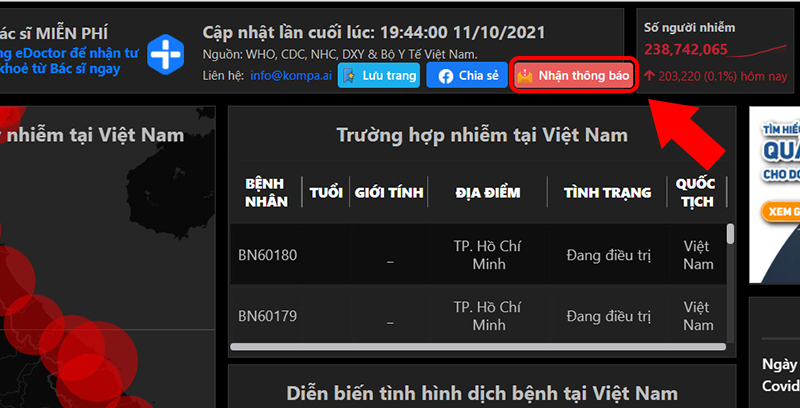 ác sĩ MIỄN PHÍ
ng eDoctor để nhận tư
khoẻ từ Bác sĩ ngay
Cập nhật lần cuối lúc: 19:44:00 11/10/2021
Nguồn: WHO, CDC, NHC, DXY & Bộ Y Tế Việt Nam.
Liên hệ: info@kompa.ai Lưu trang Chia sẻ Nhận thông báo
Số người nhiễm
238,742,065
203,220 (0.1%) hôm nay
nhiễm tại Việt Nam
Trường hợp nhiễm tại Việt Nam
BỆNH NHÂN TUỔI GIỚI TÍNH ĐỊA ĐIỂM TÌNH TRẠNG QUỐC TỊCH
BN60180 _ TP. Hồ Chí Minh Đang điều trị Việt Nam
BN60179 _ TP. Hồ Chí Minh Đang điều trị Việt Nam
Diễn biến tình hình dịch bệnh tại Việt Nam
TÌM HIỂ
QUA
CHO DO
XEM G
Ngày
Covid